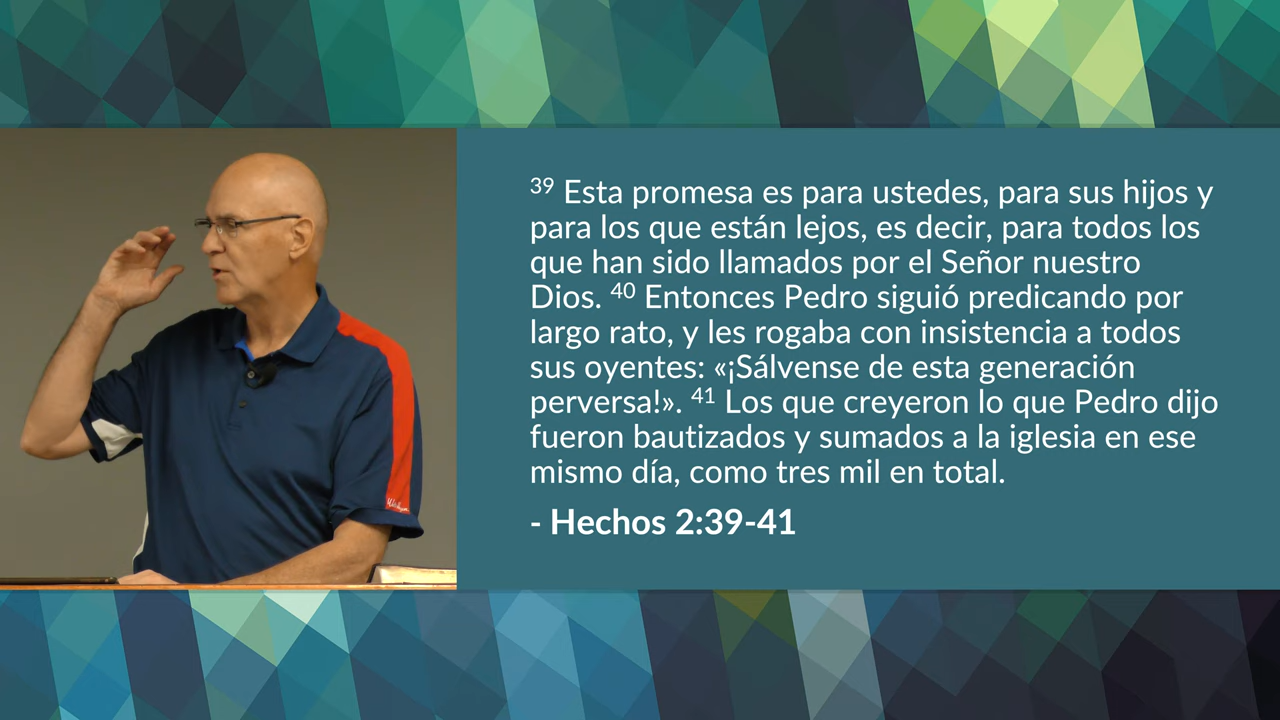 39 Esta promesa es para ustedes, para sus hijos y
para los que están lejos, es decir, para todos los
que han sido llamados por el Señor nuestro
Dios. 40 Entonces Pedro siguió predicando por
largo rato, y les rogaba con insistencia a todos
sus oyentes: «¡Sálvense de esta generación
perversa!». 41 Los que creyeron lo que Pedro dijo
fueron bautizados y sumados a la iglesia en ese
mismo día, como tres mil en total.
- Hechos 2:39-41